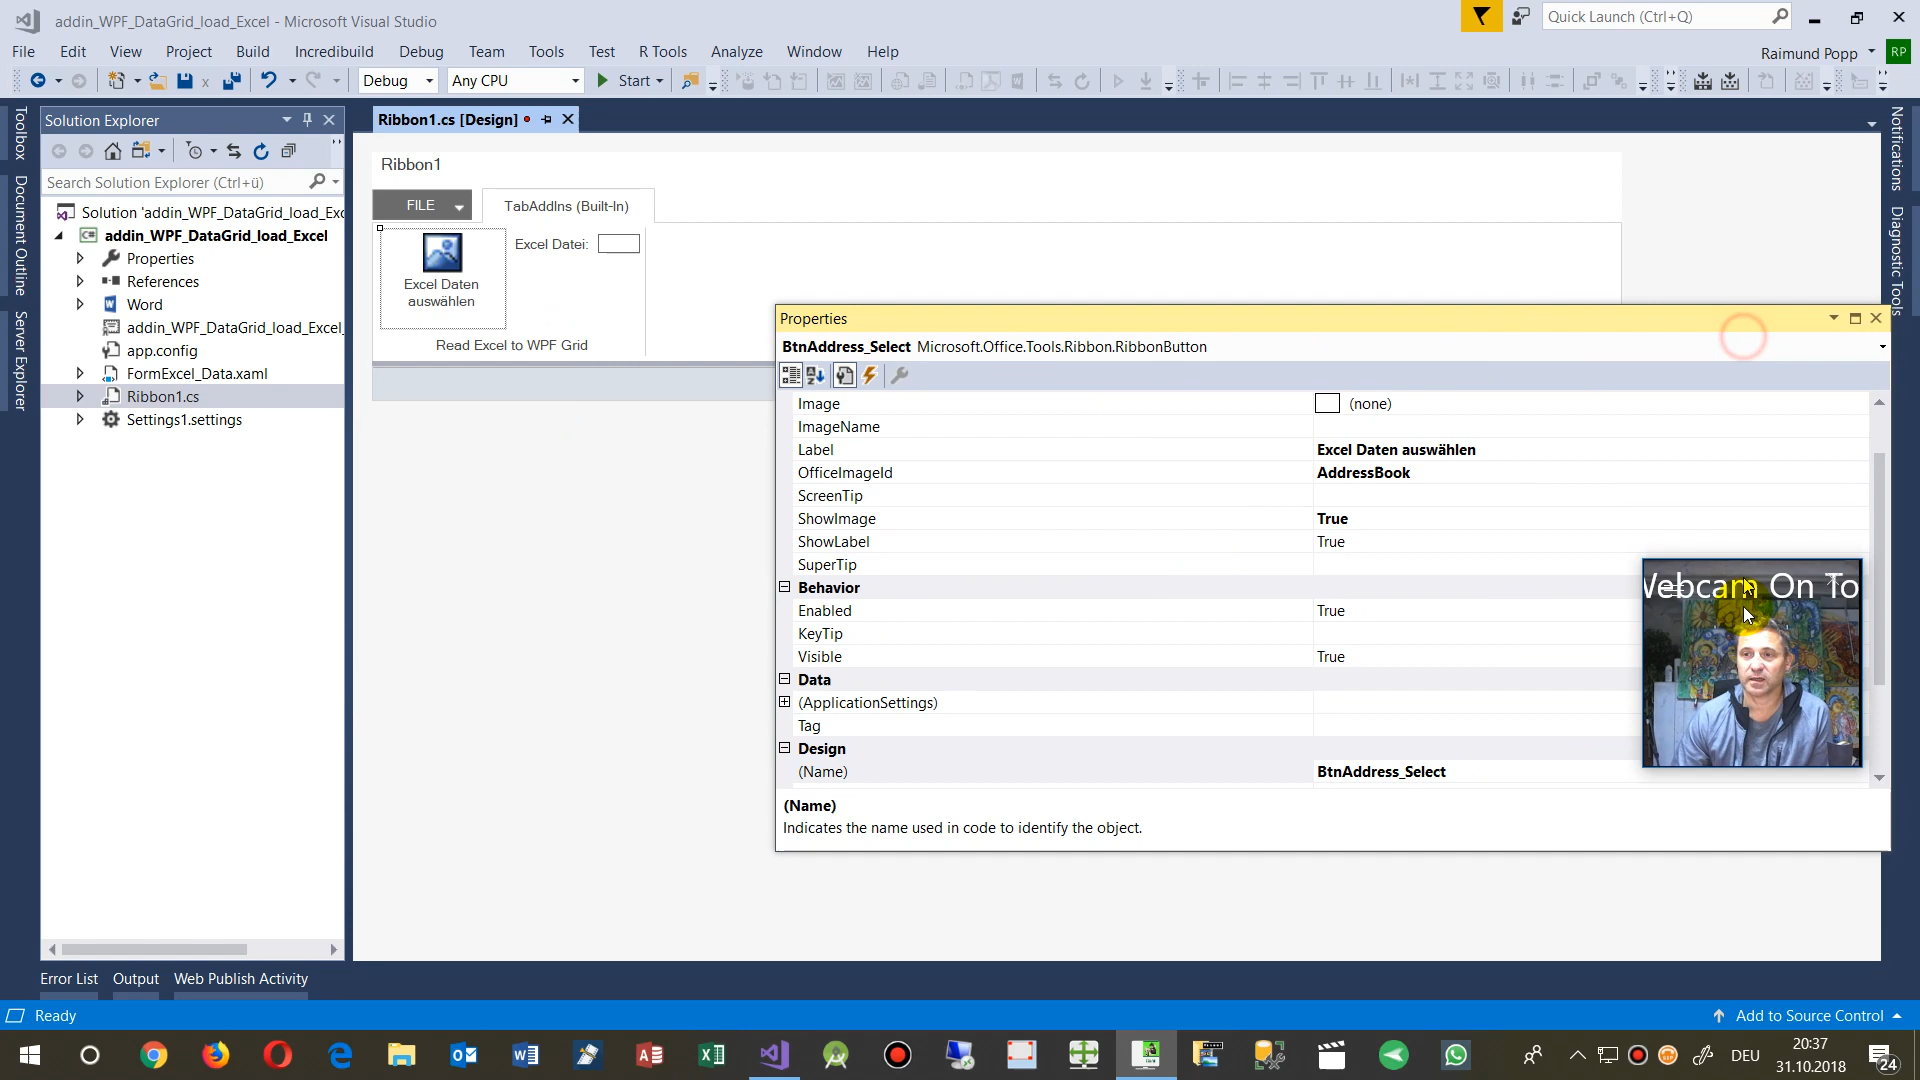 addin_WPF_DataGrid_load_Excel - Microsoft Visual Studio
Quick Launch (Ctrl+Q)
File Edit View Project Build Incredibuild Debug Team Tools Test R Tools Analyze Window Help
Raimund Popp
RP
Debug Any CPU Start
Toolbox
Document Outline
Server Explorer
Solution Explorer
Search Solution Explorer (Ctrl+ü)
Solution 'addin_WPF_DataGrid_load_Exc
addin_WPF_DataGrid_load_Excel
Properties
References
Word
addin_WPF_DataGrid_load_Excel_
app.config
FormExcel_Data.xaml
Ribbon1.cs
Settings1.settings
Ribbon1.cs [Design]
Ribbon1
FILE
TabAddIns (Built-In)
Excel Daten
auswählen
Excel Datei:
Read Excel to WPF Grid
Notifications
Diagnostic Tools
Properties
BtnAddress_Select Microsoft.Office.Tools.Ribbon.RibbonButton
Image (none)
ImageName
Label Excel Daten auswählen
OfficeImageId AddressBook
ScreenTip
ShowImage True
ShowLabel True
SuperTip
Behavior
Enabled True
KeyTip
Visible True
Data
(ApplicationSettings)
Tag
Design
(Name) BtnAddress_Select
(Name)
Indicates the name used in code to identify the object.
Webcam On To
Error List Output Web Publish Activity
Ready
Add to Source Control
DEU
20:37
31.10.2018
24